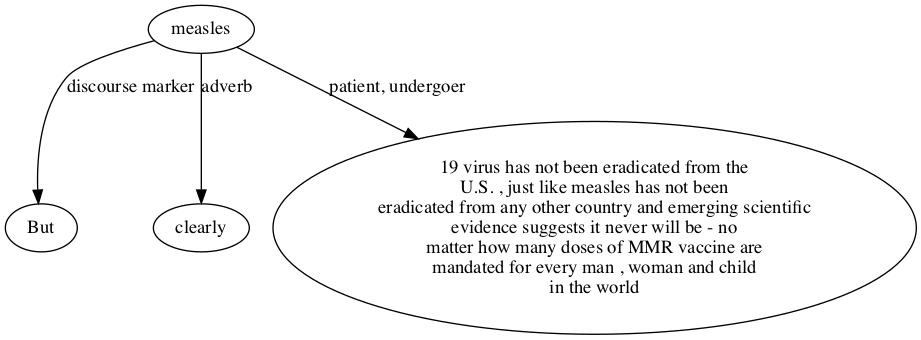 measles
discourse marker
adverb
patient, undergoer
But
clearly
19 virus has not been eradicated from the
U.S. , just like measles has not been
eradicated from any other country and emerging scientific
evidence suggests it never will be - no
matter how many doses of MMR vaccine are
mandated for every man , woman and child
in the world